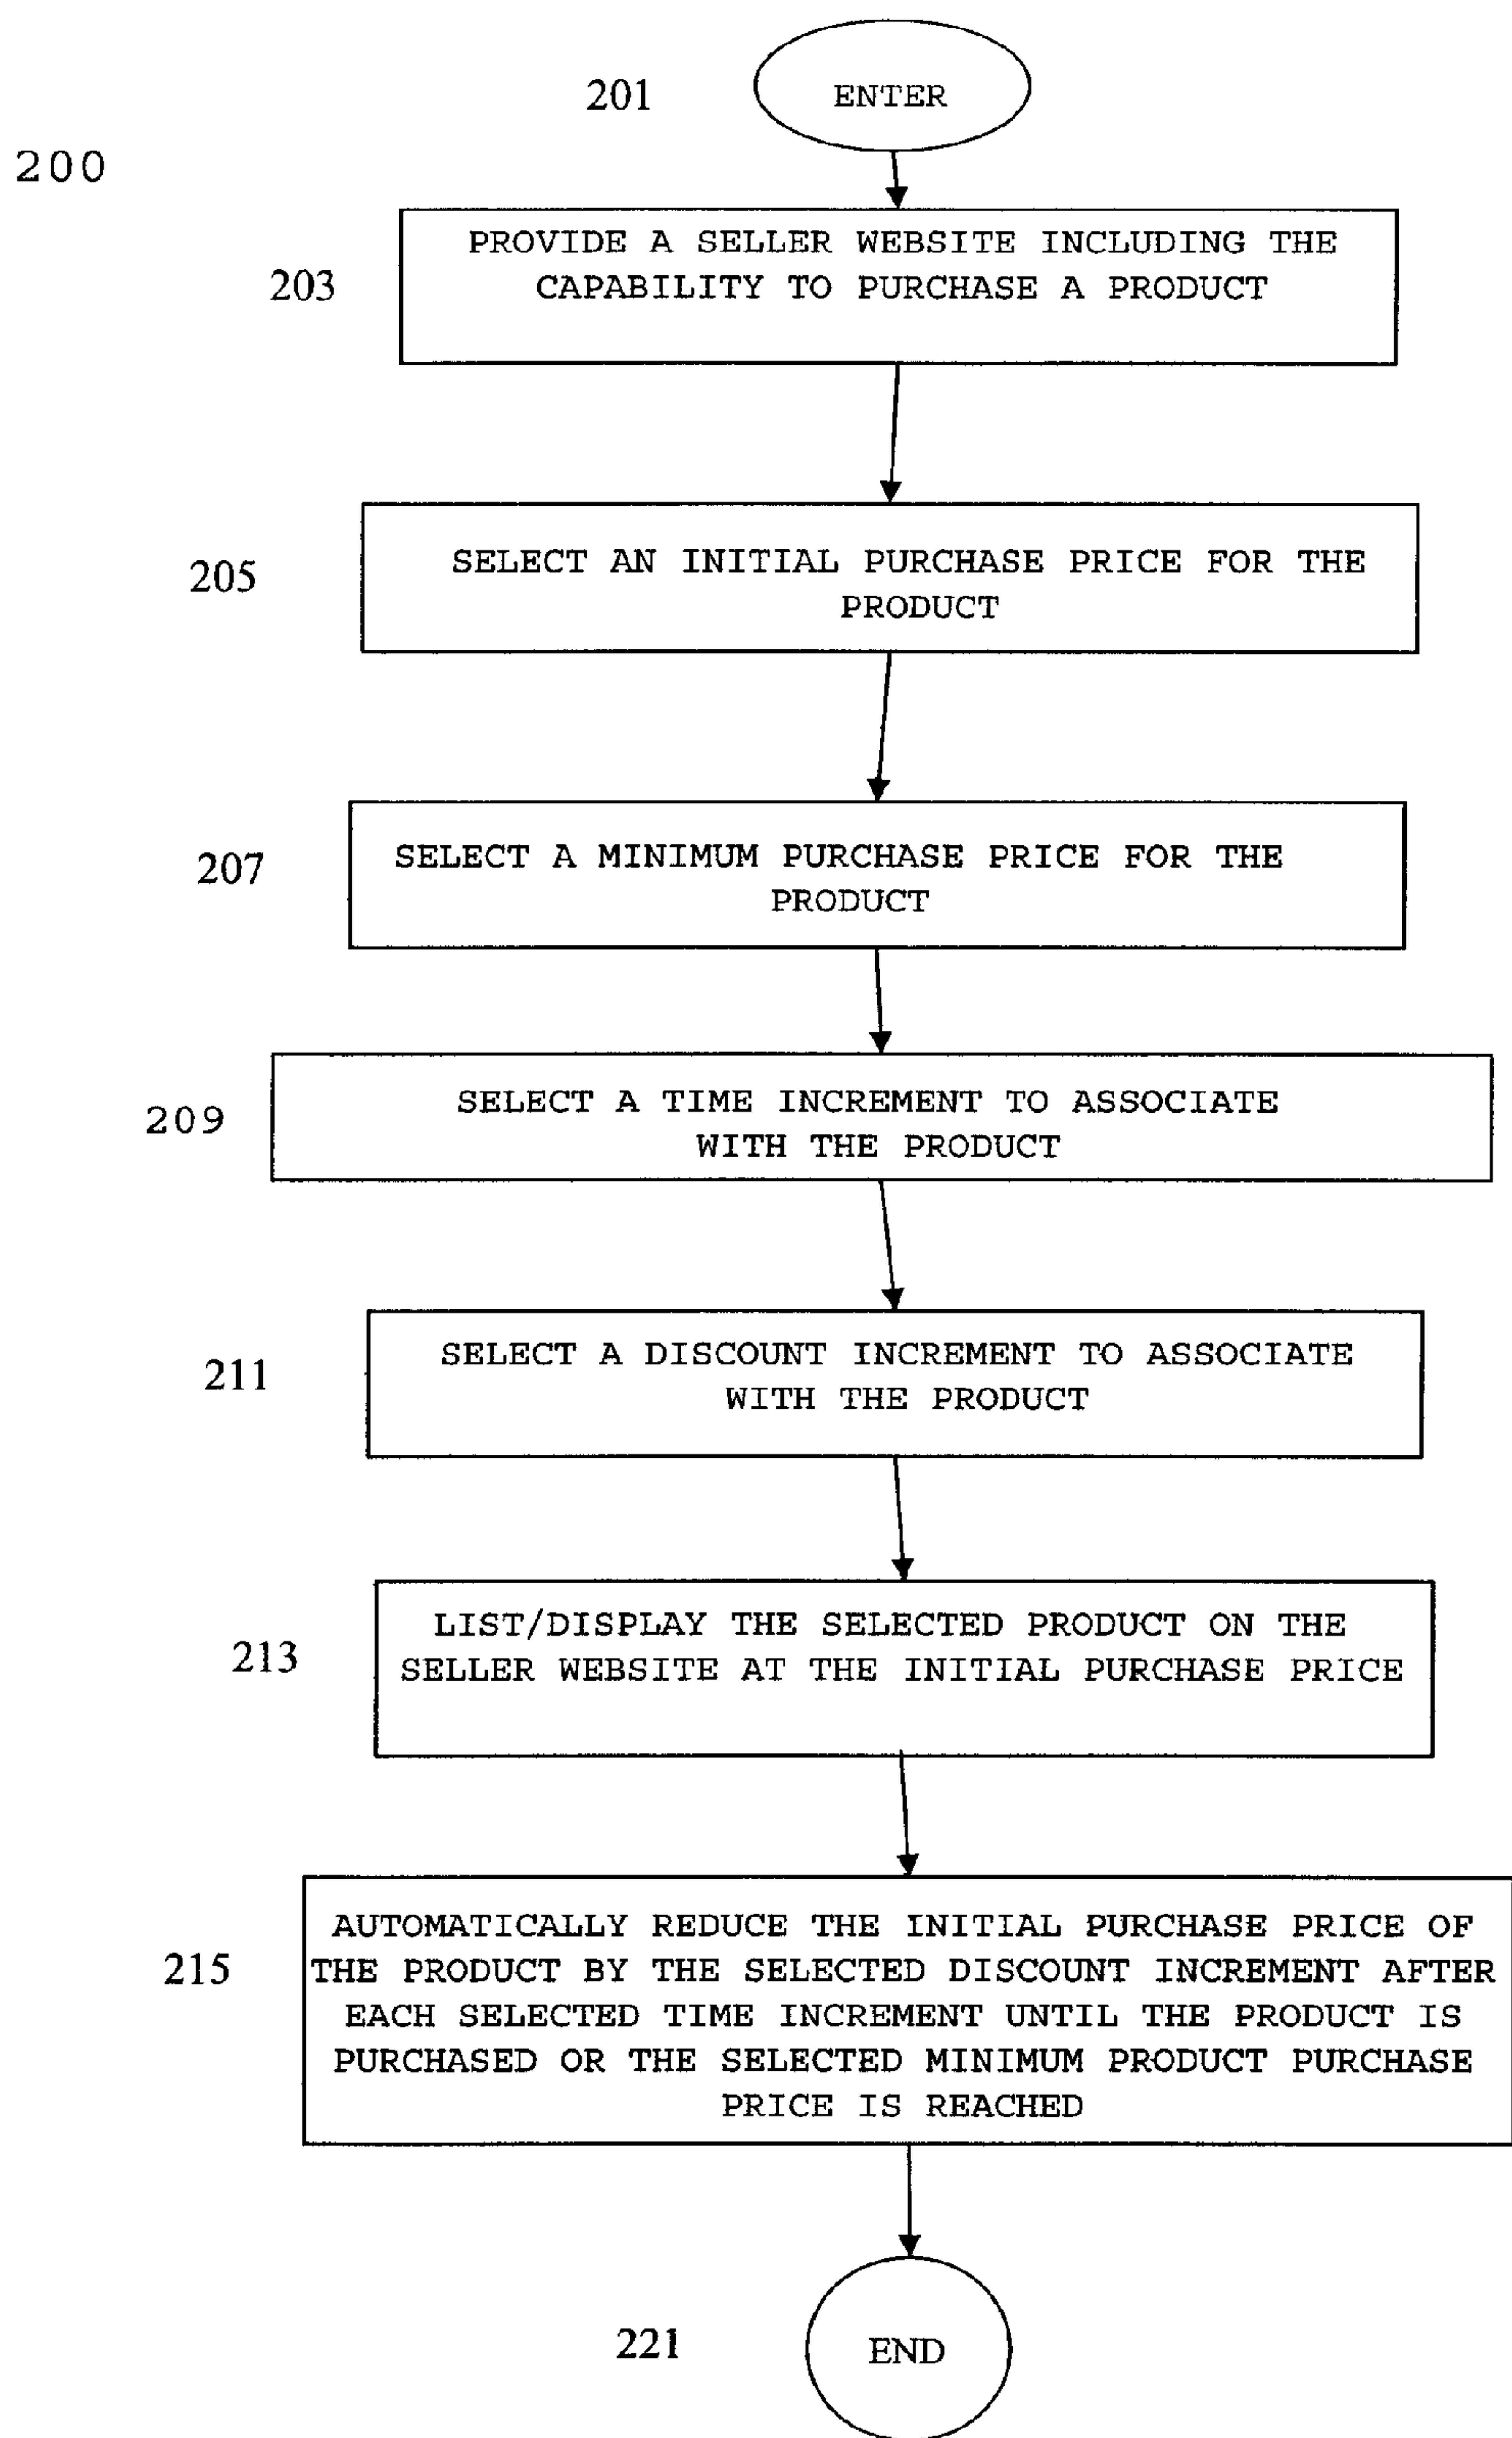 201
ENTER
200
203
PROVIDE A SELLER WEBSITE INCLUDING THE
CAPABILITY TO PURCHASE A PRODUCT
205
SELECT AN INITIAL PURCHASE PRICE FOR THE
PRODUCT
207
SELECT A MINIMUM PURCHASE PRICE FOR THE
PRODUCT
209
SELECT A TIME INCREMENT TO ASSOCIATE
WITH THE PRODUCT
211
SELECT A DISCOUNT INCREMENT TO ASSOCIATE
WITH THE PRODUCT
213
LIST/DISPLAY THE SELECTED PRODUCT ON THE
SELLER WEBSITE AT THE INITIAL PURCHASE PRICE
215
AUTOMATICALLY REDUCE THE INITIAL PURCHASE PRICE OF
THE PRODUCT BY THE SELECTED DISCOUNT INCREMENT AFTER
EACH SELECTED TIME INCREMENT UNTIL THE PRODUCT IS
PURCHASED OR THE SELECTED MINIMUM PRODUCT PURCHASE
PRICE IS REACHED
221
END